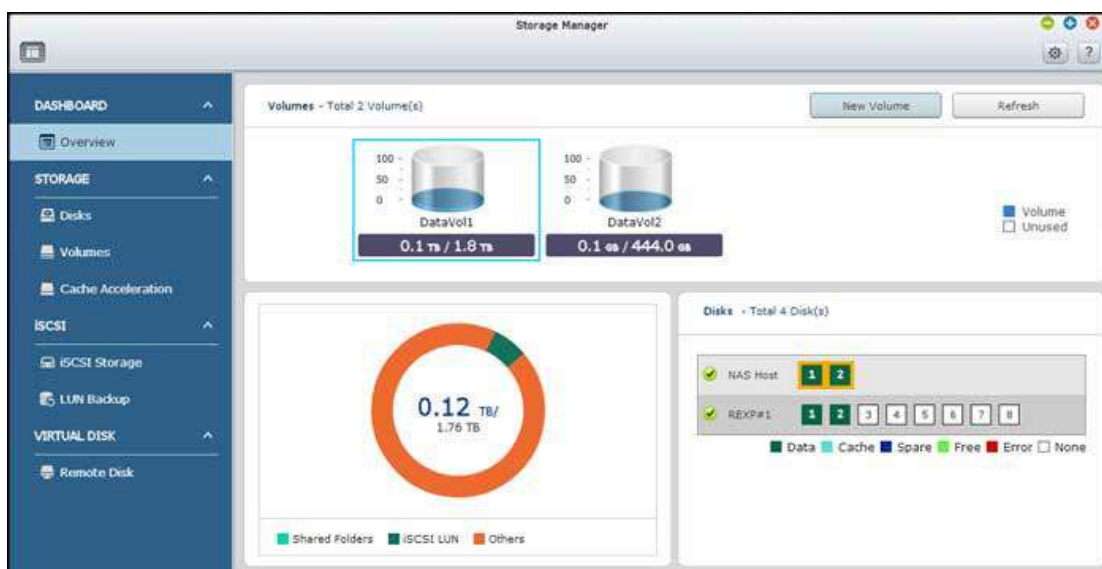 Storage Manager
?
DASHBOARD
Overview
STORAGE
Disks
Volumes
Cache Acceleration
iSCSI
iSCSI Storage
LUN Backup
VIRTUAL DISK
Remote Disk
Volumes - Total 2 Volume(s)
New Volume
Refresh
100
50
0
DataVol1
0.1 TB / 1.8 TB
100
50
0
DataVol2
0.1 GB / 444.0 GB
Volume
Unused
0.12 TB/
1.76 TB
Shared Folders iSCSI LUN Others
Disks - Total 4 Disk(s)
NAS Host 1 2
REXP#1 1 2 3 4 5 6 7 8
Data Cache Spare Free Error None